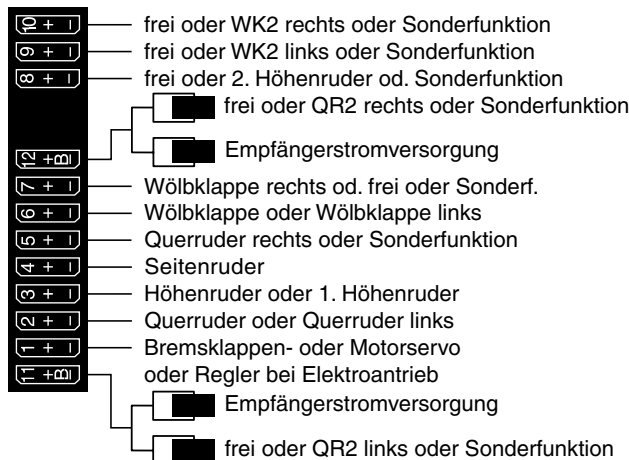 10 + – frei oder WK2 rechts oder Sonderfunktion
9 + – frei oder WK2 links oder Sonderfunktion
8 + – frei oder 2. Höhenruder od. Sonderfunktion
frei oder QR2 rechts oder Sonderfunktion
Empfängerstromversorgung
12 +B –
7 + – Wölbklappe rechts od. frei oder Sonderf.
6 + – Wölbklappe oder Wölbklappe links
5 + – Querruder rechts oder Sonderfunktion
4 + – Seitenruder
3 + – Höhenruder oder 1. Höhenruder
2 + – Querruder oder Querruder links
1 + – Bremsklappen- oder Motorservo
11 +B – oder Regler bei Elektroantrieb
Empfängerstromversorgung
frei oder QR2 links oder Sonderfunktion